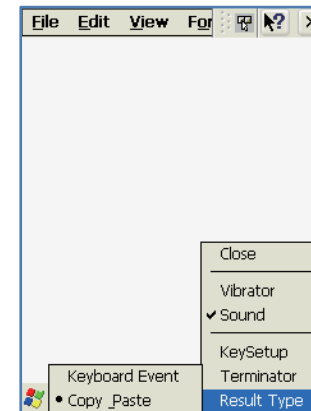 File Edit View For
Close
Vibrator
Sound
KeySetup
Terminator
Result Type
Keyboard Event
Copy _Paste